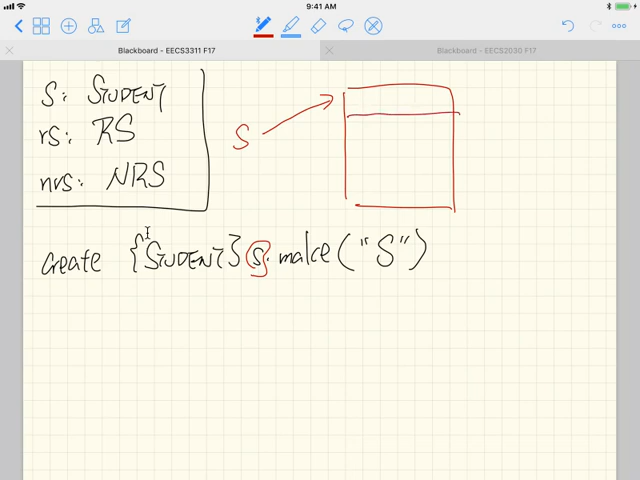 9:41 AM
Blackboard - EECS3311 F17
Blackboard - EECS2030 F17
S: STUDENT
rs: RS
nrs: NRS
S
create {STUDENT} s.make("S")